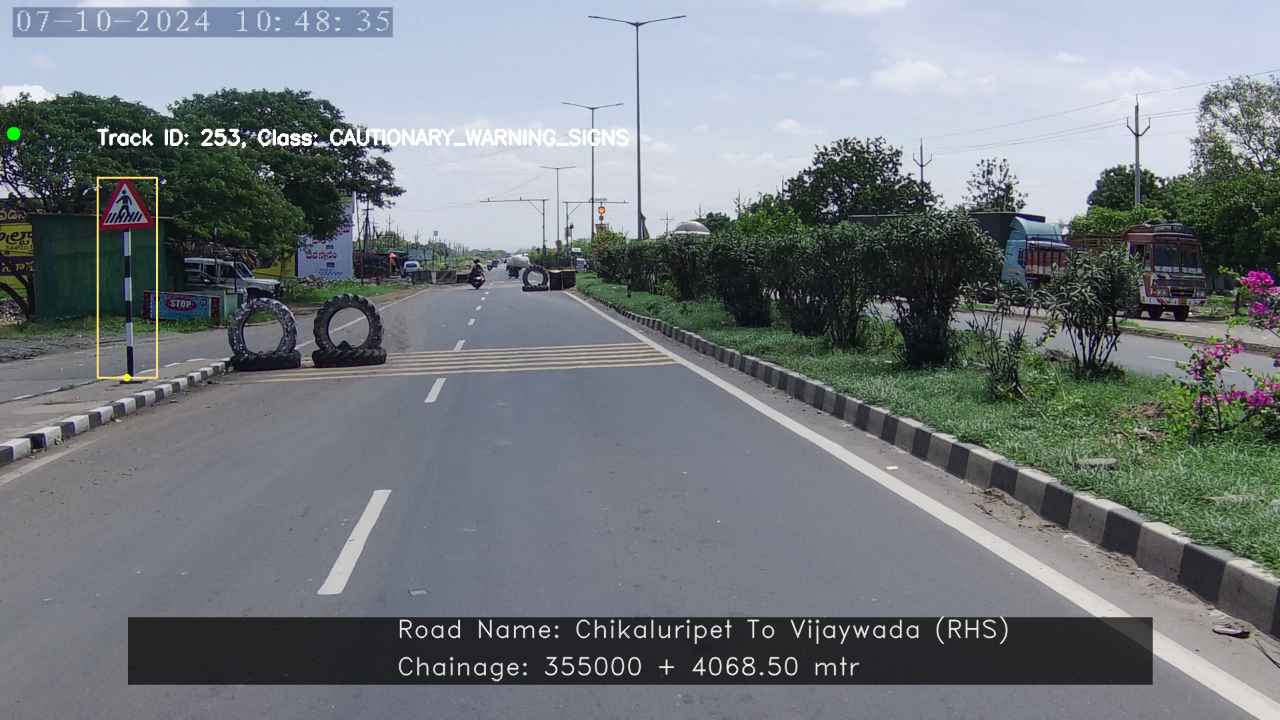 07-10-2024 10:48:35
Track ID: 253, Class: CAUTIONARY_WARNING_SIGNS
STOP
Road Name: Chikaluripet To Vijaywada (RHS)
Chainage: 355000 + 4068.50 mtr